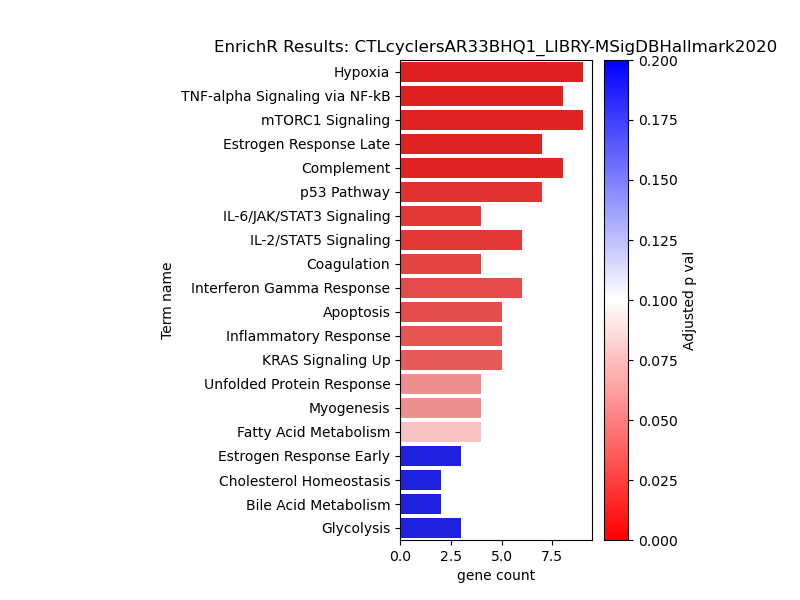 EnrichR Results: CTLcyclersAR33BHQ1_LIBRY-MSigDBHallmark2020
Hypoxia
TNF-alpha Signaling via NF-kB
mTORC1 Signaling
Estrogen Response Late
Complement
p53 Pathway
IL-6/JAK/STAT3 Signaling
IL-2/STAT5 Signaling
Coagulation
Interferon Gamma Response
Apoptosis
Inflammatory Response
KRAS Signaling Up
Unfolded Protein Response
Myogenesis
Fatty Acid Metabolism
Estrogen Response Early
Cholesterol Homeostasis
Bile Acid Metabolism
Glycolysis
Term name
0.0 2.5 5.0 7.5
gene count
0.200
0.175
0.150
0.125
0.100
0.075
0.050
0.025
0.000
Adjusted p val